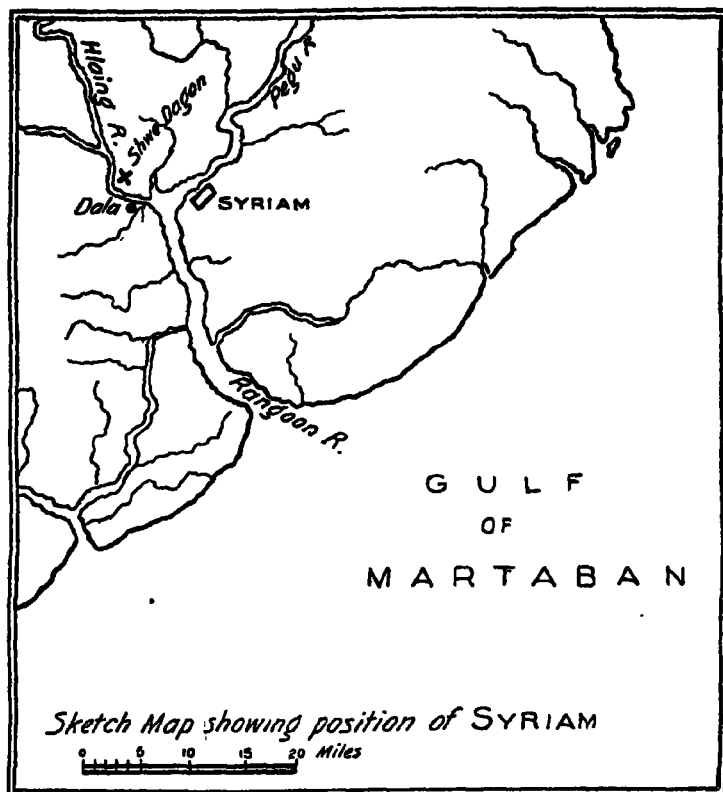 Hlaing R.
Shwe Dagon
Pegu R
Dala
SYRIAM
Rangoon R.
GULF
OF
MARTABAN
Sketch Map showing position of SYRIAM
0 5 10 15 20 Miles